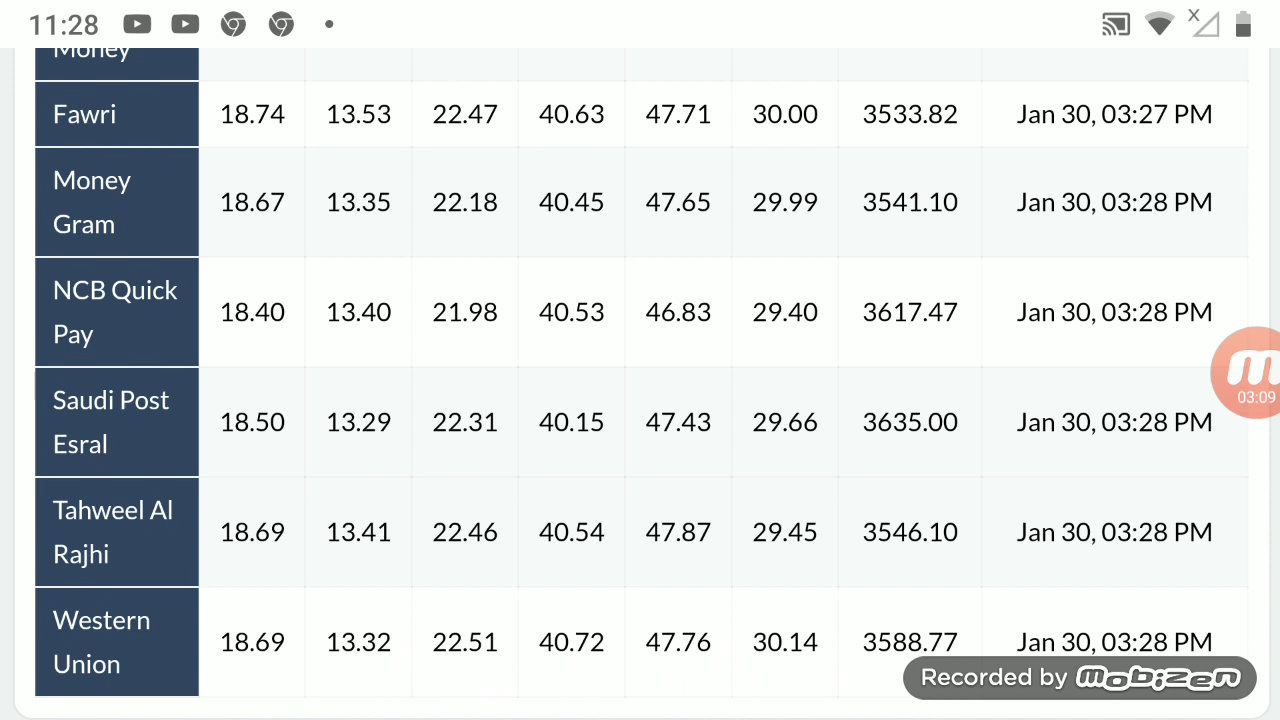 11:28
Money
Fawri 18.74 13.53 22.47 40.63 47.71 30.00 3533.82 Jan 30, 03:27 PM
Money
Gram 18.67 13.35 22.18 40.45 47.65 29.99 3541.10 Jan 30, 03:28 PM
NCB Quick
Pay 18.40 13.40 21.98 40.53 46.83 29.40 3617.47 Jan 30, 03:28 PM
Saudi Post
Esral 18.50 13.29 22.31 40.15 47.43 29.66 3635.00 Jan 30, 03:28 PM
Tahweel Al
Rajhi 18.69 13.41 22.46 40.54 47.87 29.45 3546.10 Jan 30, 03:28 PM
Western
Union 18.69 13.32 22.51 40.72 47.76 30.14 3588.77 Jan 30, 03:28 PM
m
03:09
Recorded by mobizen